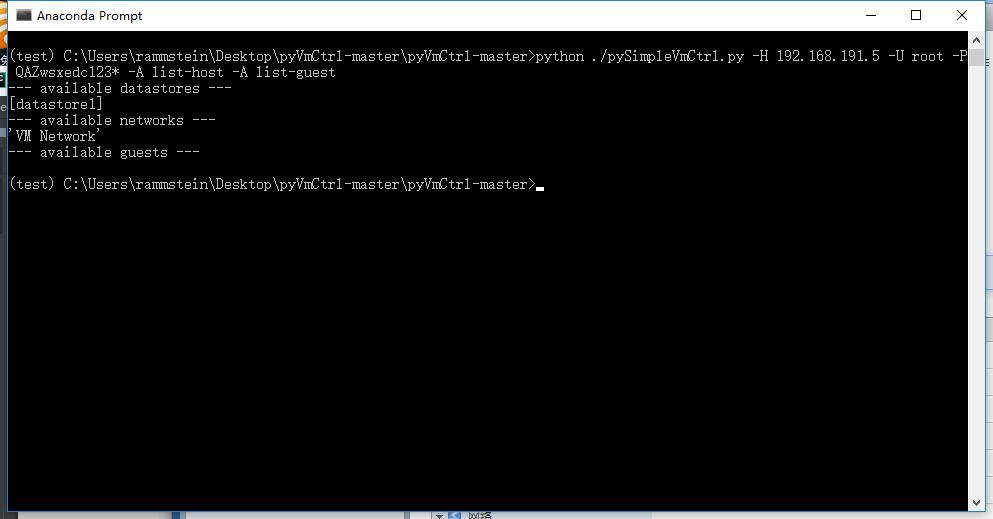 Anaconda Prompt
(test) C:\Users\rammstein\Desktop\pyVmCtrl-master\pyVmCtrl-master>python ./pySimpleVmCtrl.py -H 192.168.191.5 -U root -P
QAZwsxedc123* -A list-host -A list-guest
--- available datastores ---
[datastore1]
--- available networks ---
'VM Network'
--- available guests ---
(test) C:\Users\rammstein\Desktop\pyVmCtrl-master\pyVmCtrl-master>
网络